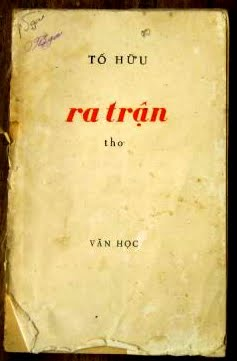 TỐ HỮU
ra trận
thơ
VĂN HỌC